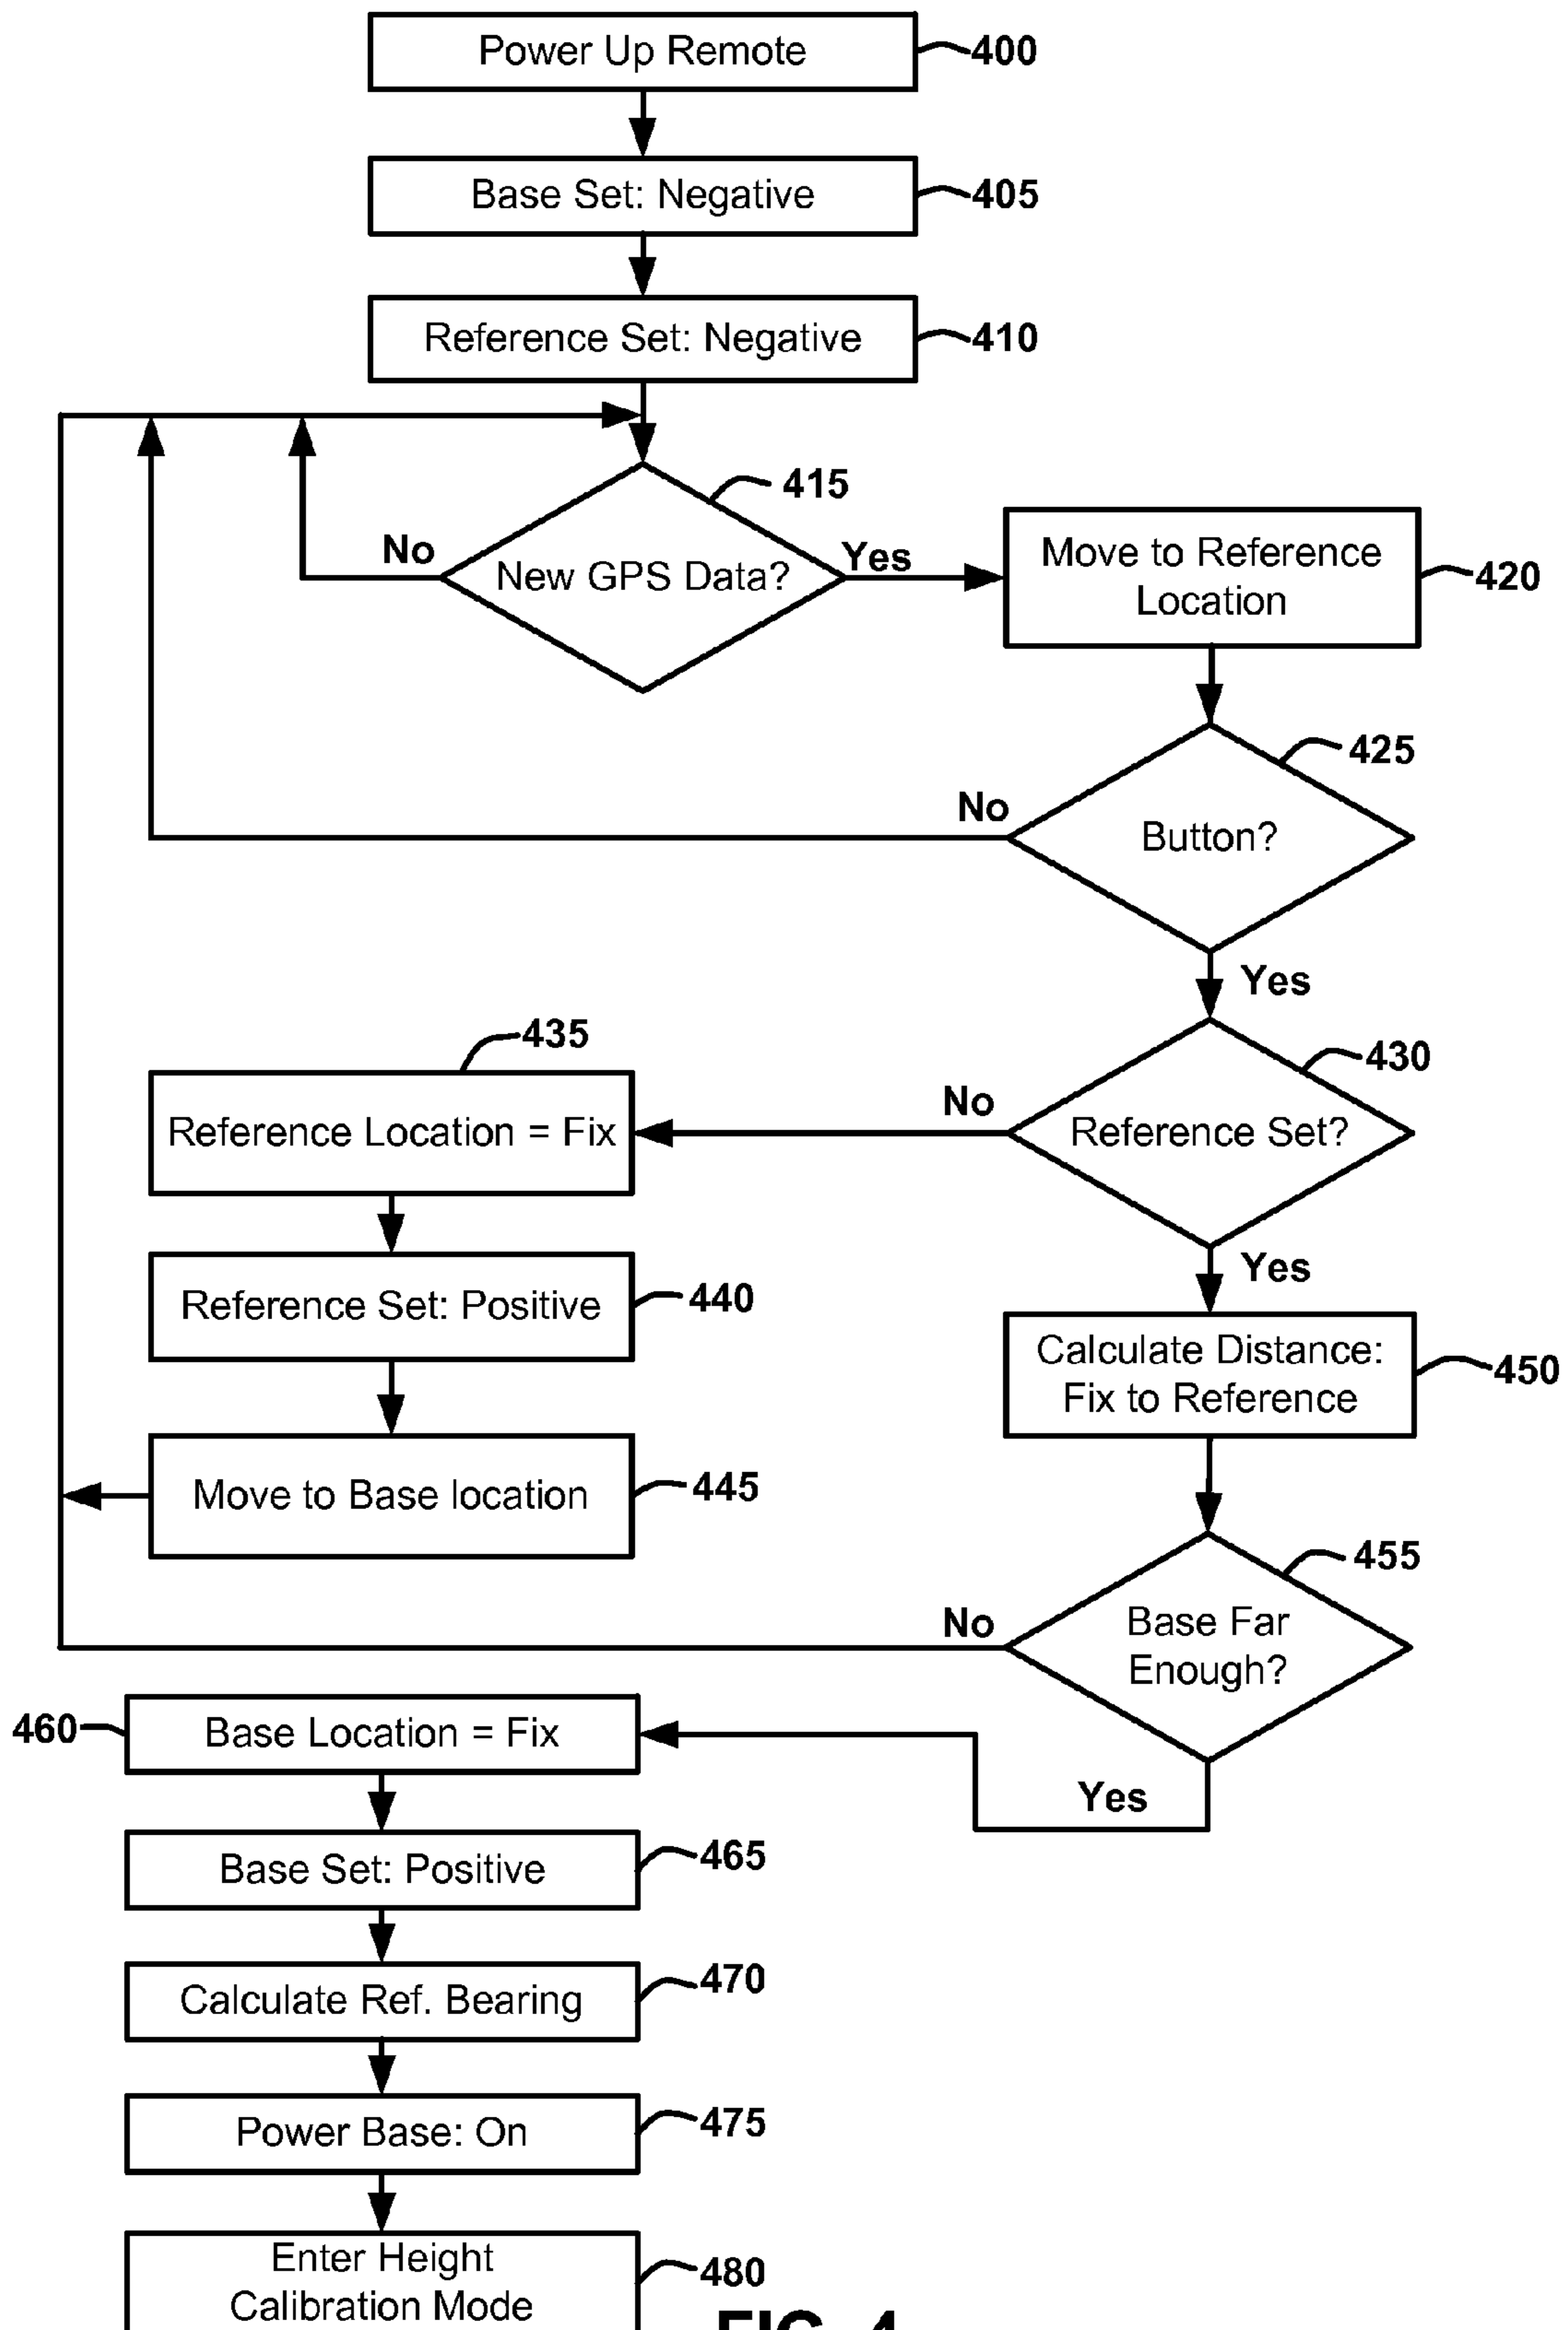 Power Up Remote
400
Base Set: Negative
405
Reference Set: Negative
410
415
New GPS Data?
No
Yes
Move to Reference
Location
420
425
Button?
No
Yes
435
430
Reference Set?
No
Yes
Reference Location = Fix
Reference Set: Positive
440
Move to Base location
445
Calculate Distance:
Fix to Reference
450
455
Base Far
Enough?
No
Yes
460
Base Location = Fix
Base Set: Positive
465
Calculate Ref. Bearing
470
Power Base: On
475
Enter Height
Calibration Mode
480
FIG. 4